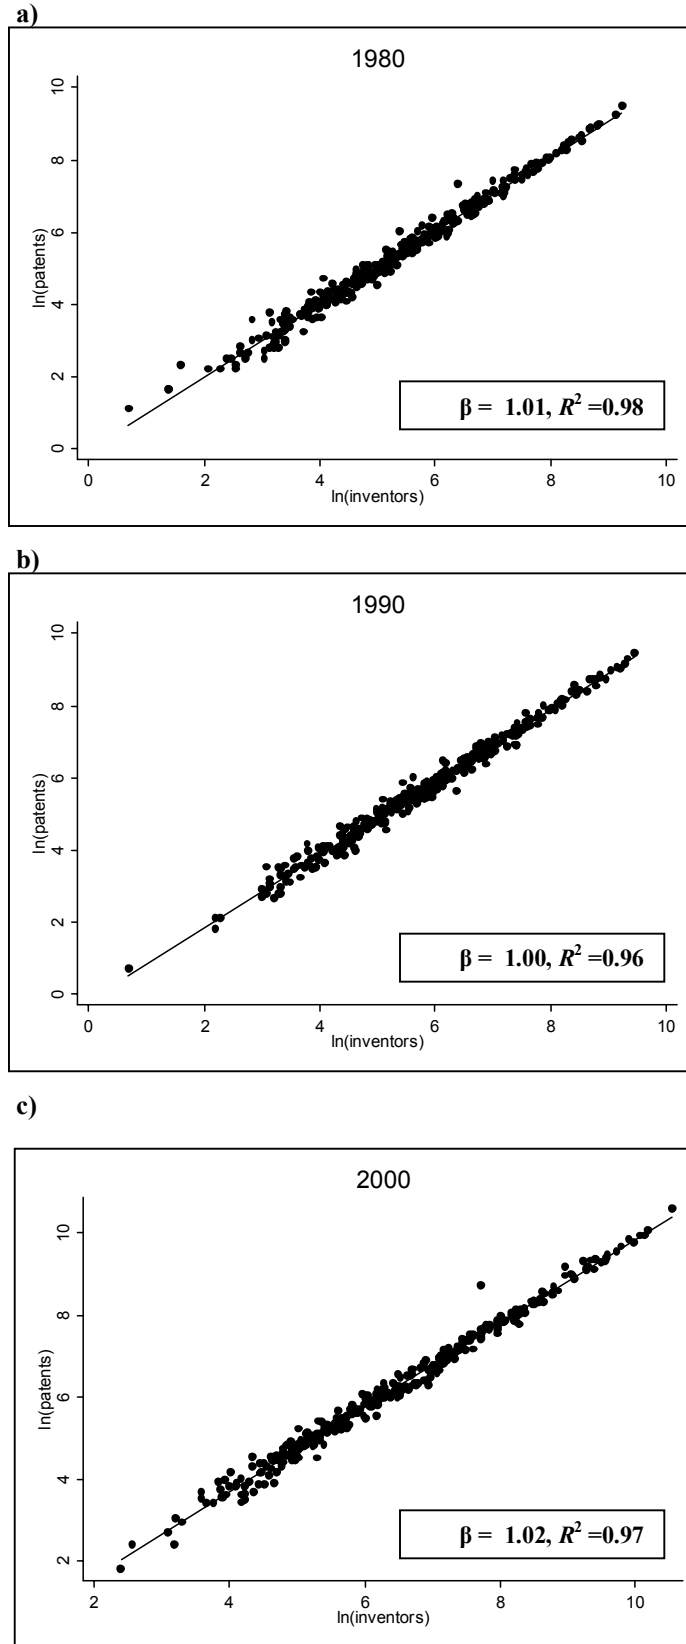 a)
1980
10
8
6
4
2
0
ln(patents)
β = 1.01, R² =0.98
0 2 4 6 8 10
ln(inventors)
b)
1990
10
8
6
4
2
0
ln(patents)
β = 1.00, R² =0.96
0 2 4 6 8 10
ln(inventors)
c)
2000
10
8
6
4
2
ln(patents)
β = 1.02, R² =0.97
2 4 6 8 10
ln(inventors)